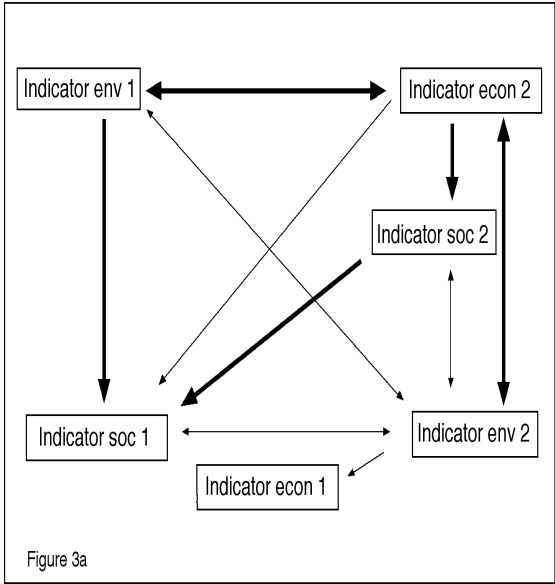 Indicator env 1
Indicator econ 2
Indicator soc 2
Indicator soc 1
Indicator env 2
Indicator econ 1
Figure 3a